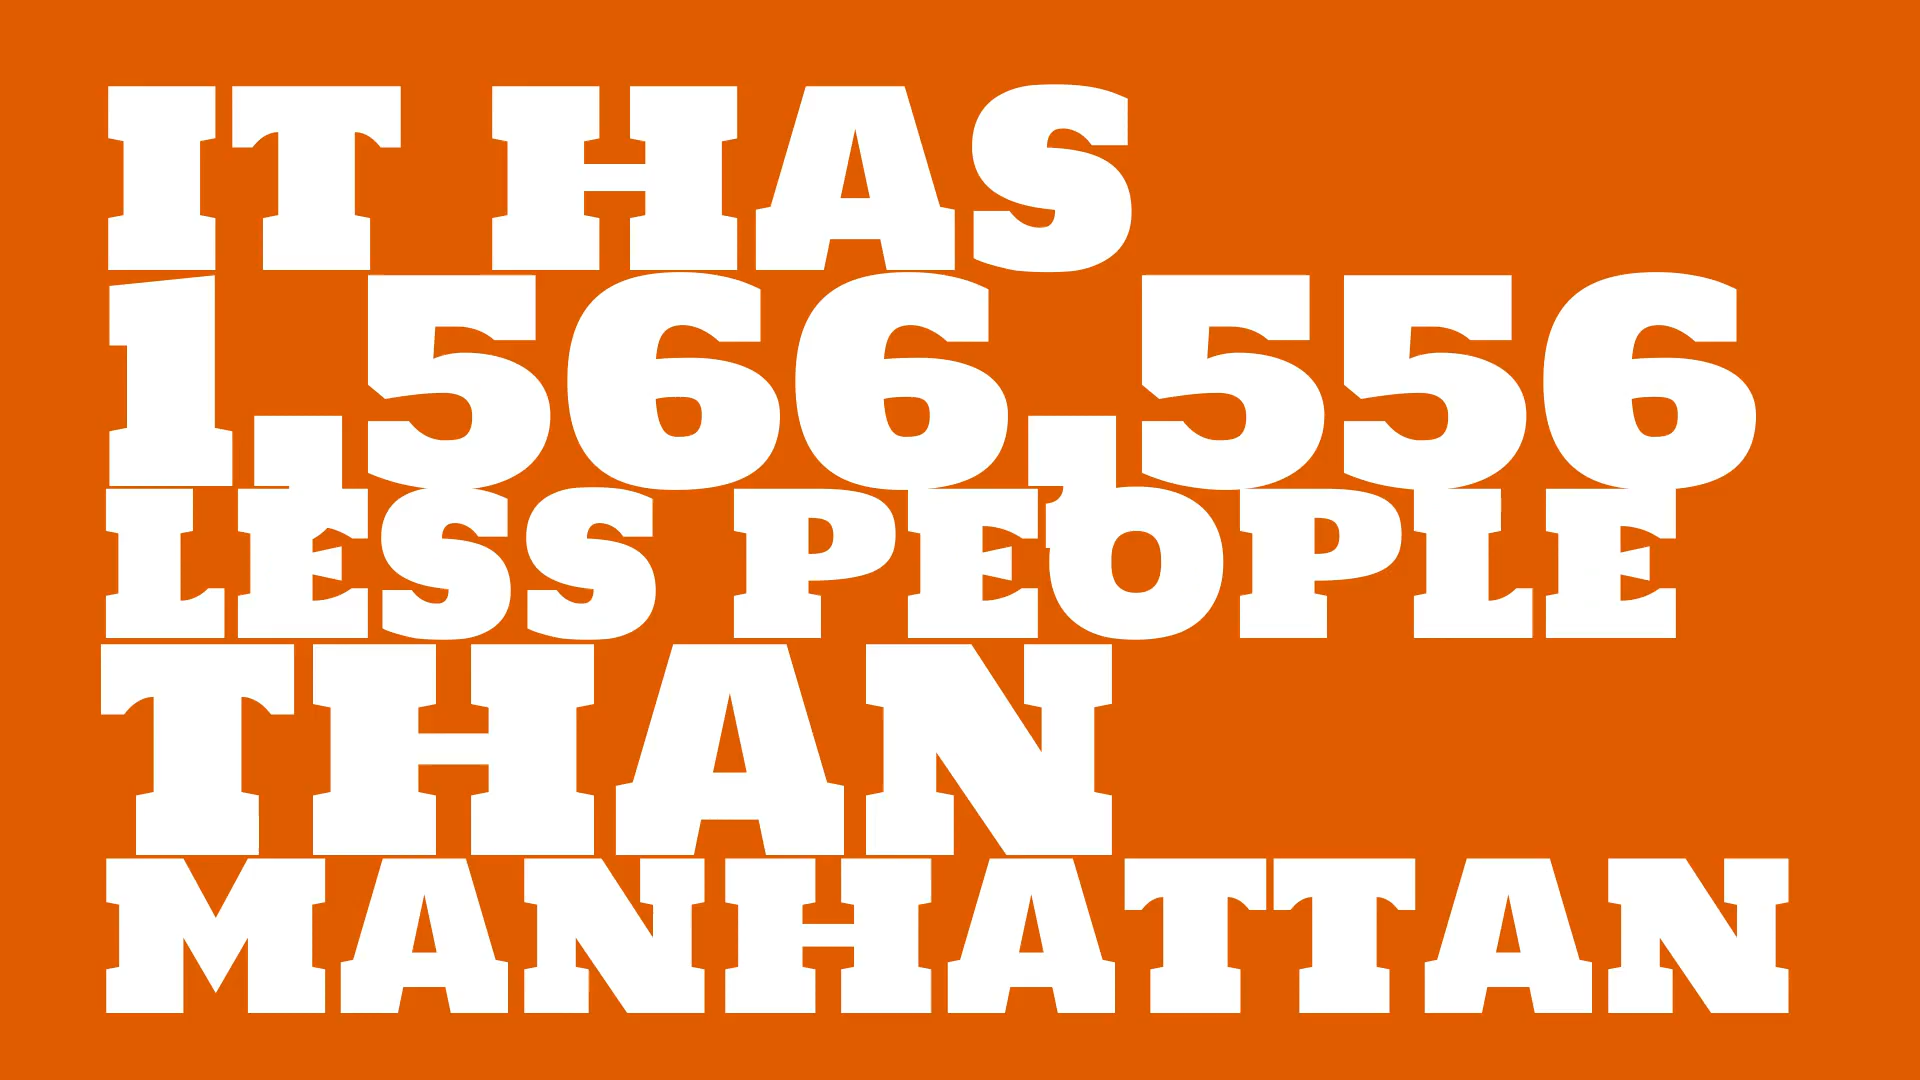 IT HAS
1,566,556
LESS PEOPLE
THAN
MANHATTAN